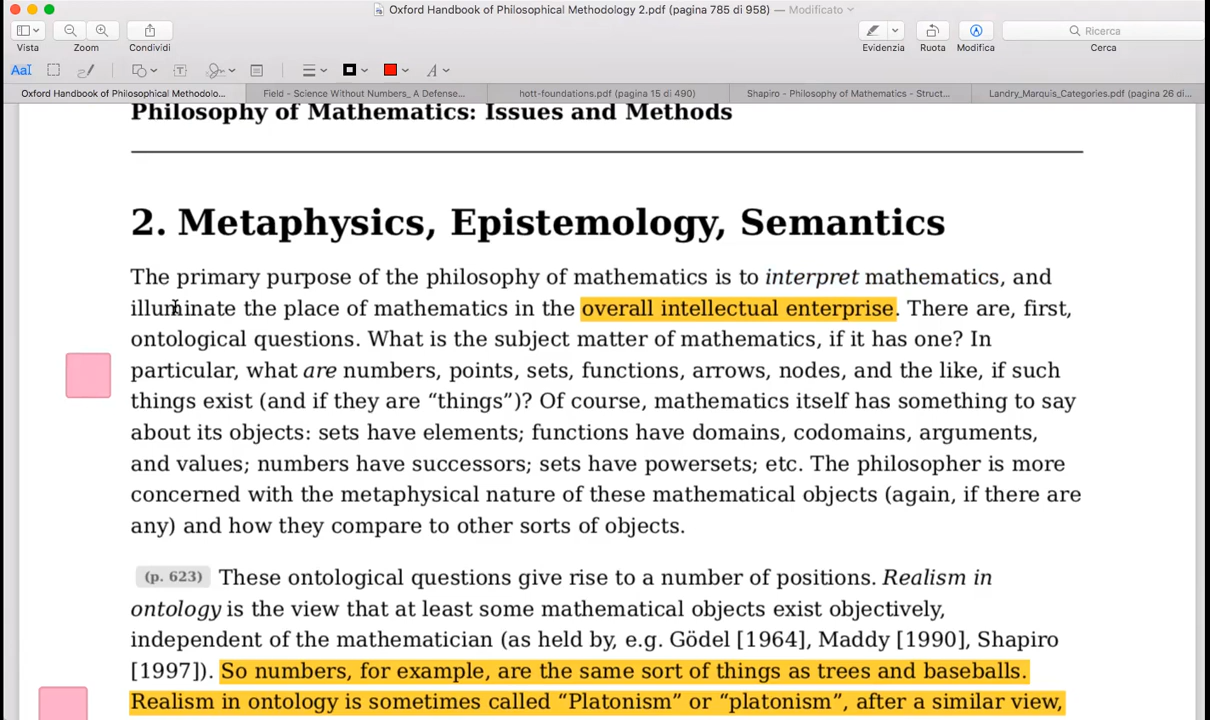 Oxford Handbook of Philosophical Methodology 2.pdf (pagina 785 di 958) — Modificato
Vista
Zoom
Condividi
Evidenzia
Ruota
Modifica
Ricerca
Cerca
AaI
Oxford Handbook of Philosophical Methodolo...
Field - Science Without Numbers_ A Defense...
hott-foundations.pdf (pagina 15 di 490)
Shapiro - Philosophy of Mathematics - Struct...
Landry_Marquis_Categories.pdf (pagina 26 di...
Philosophy of Mathematics: Issues and Methods
2. Metaphysics, Epistemology, Semantics
The primary purpose of the philosophy of mathematics is to interpret mathematics, and
illuminate the place of mathematics in the overall intellectual enterprise. There are, first,
ontological questions. What is the subject matter of mathematics, if it has one? In
particular, what are numbers, points, sets, functions, arrows, nodes, and the like, if such
things exist (and if they are “things”)? Of course, mathematics itself has something to say
about its objects: sets have elements; functions have domains, codomains, arguments,
and values; numbers have successors; sets have powersets; etc. The philosopher is more
concerned with the metaphysical nature of these mathematical objects (again, if there are
any) and how they compare to other sorts of objects.
(p. 623) These ontological questions give rise to a number of positions. Realism in
ontology is the view that at least some mathematical objects exist objectively,
independent of the mathematician (as held by, e.g. Gödel [1964], Maddy [1990], Shapiro
[1997]). So numbers, for example, are the same sort of things as trees and baseballs.
Realism in ontology is sometimes called “Platonism” or “platonism”, after a similar view,